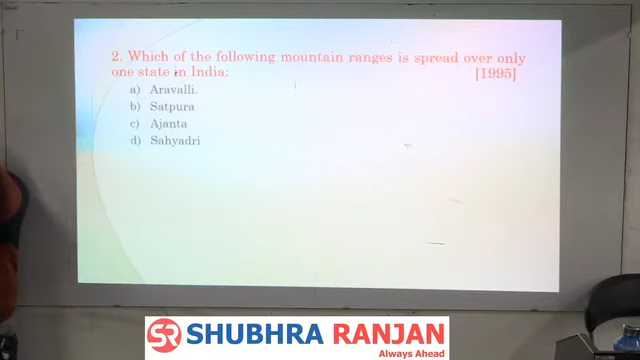 2. Which of the following mountain ranges is spread over only
one state in India: [1995]
a) Aravalli.
b) Satpura
c) Ajanta
d) Sahyadri
SR SHUBHRA RANJAN
Always Ahead